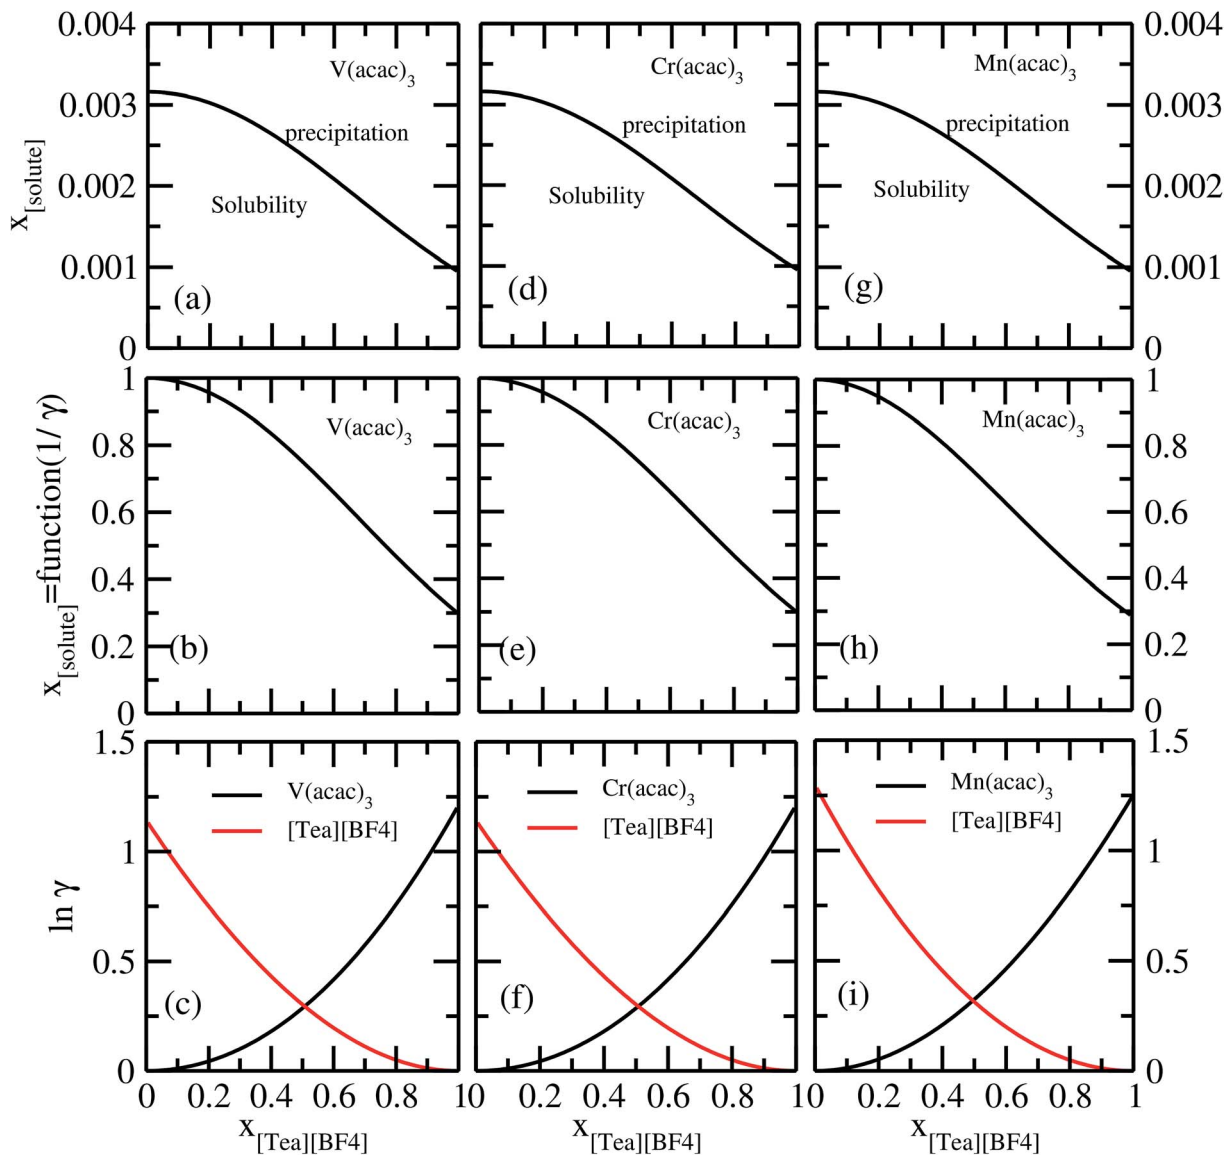 0.004
0.003
0.002
0.001
0
x[solute]
V(acac)3
precipitation
Solubility
(a)
Cr(acac)3
precipitation
Solubility
(d)
Mn(acac)3
precipitation
Solubility
(g)
0.004
0.003
0.002
0.001
0
1
0.8
0.6
0.4
0.2
0
x[solute]=function(1/ γ)
V(acac)3
(b)
Cr(acac)3
(e)
Mn(acac)3
(h)
1
0.8
0.6
0.4
0.2
0
1.5
1
0.5
0
ln γ
V(acac)3
[Tea][BF4]
(c)
Cr(acac)3
[Tea][BF4]
(f)
Mn(acac)3
[Tea][BF4]
(i)
1.5
1
0.5
0
0 0.2 0.4 0.6 0.8 1
0 0.2 0.4 0.6 0.8 1
0 0.2 0.4 0.6 0.8 1
x[Tea][BF4]
x[Tea][BF4]
x[Tea][BF4]